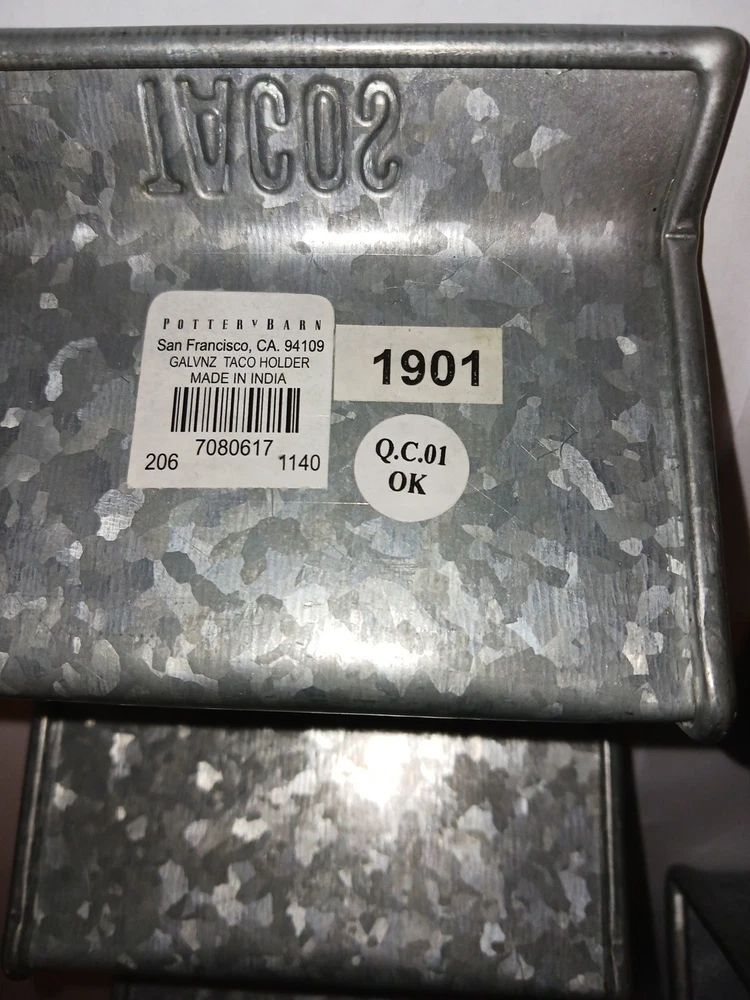 TACOS
POTTERY BARN
San Francisco, CA. 94109
GALVNZ TACO HOLDER
MADE IN INDIA
7080617
206 1140
1901
Q.C.01
OK